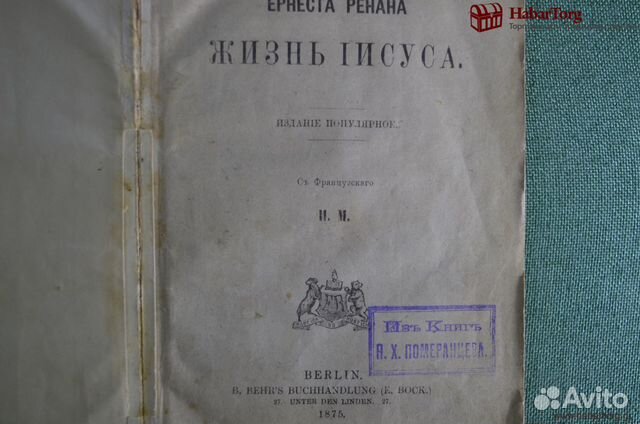 ЕРНЕСТА РЕНАНА
ЖИЗНЬ ІИСУСА.
ИЗДАНІЕ ПОПУЛЯРНОЕ.
Съ Французскаго
И. М.
Изъ Книгъ
Я. Х. ПОМЕРАНЦЕВА.
BERLIN.
B. BEHR'S BUCHHANDLUNG (E. BOCK.)
27. UNTER DEN LINDEN. 27.
1875.
HabarTorg
Avito